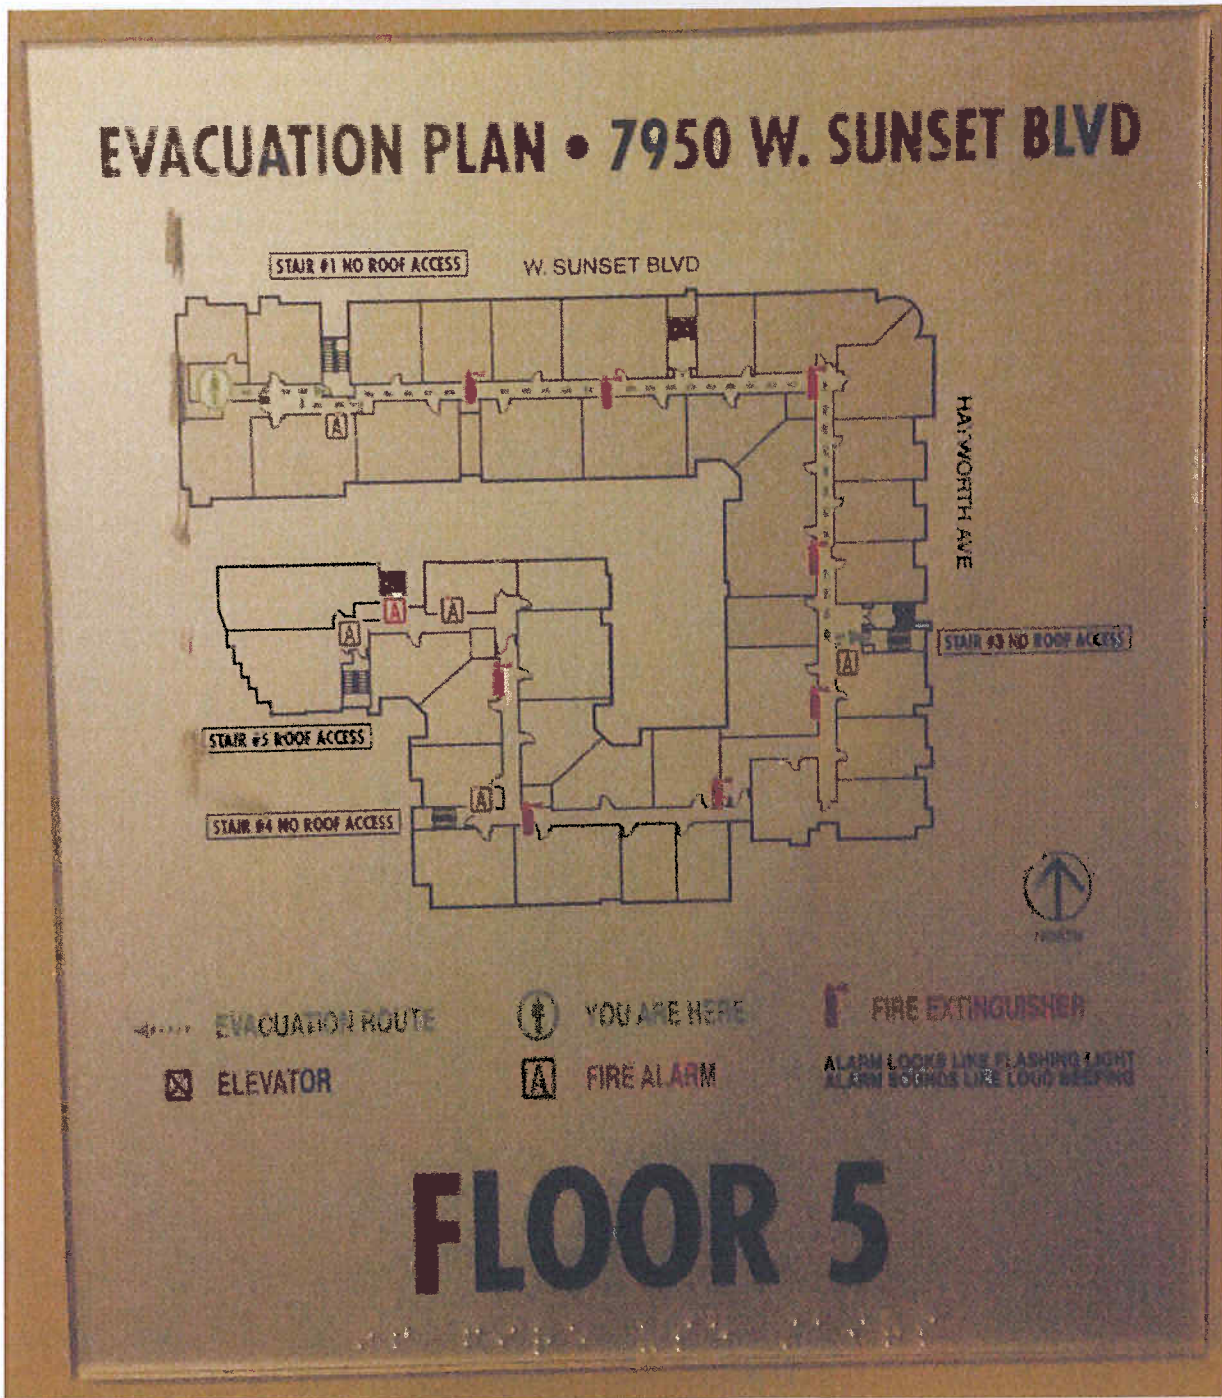 EVACUATION PLAN • 7950 W. SUNSET BLVD
STAIR #1 NO ROOF ACCESS
W. SUNSET BLVD
HAYWORTH AVE
A
A
A
A
STAIR #3 NO ROOF ACCESS
A
STAIR #5 ROOF ACCESS
A
STAIR #4 NO ROOF ACCESS
NORTH
EVACUATION ROUTE
YOU ARE HERE
FIRE EXTINGUISHER
ELEVATOR
A
FIRE ALARM
ALARM LOOKS LIKE FLASHING LIGHT
ALARM SOUNDS LIKE LOUD BEEPING
FLOOR 5